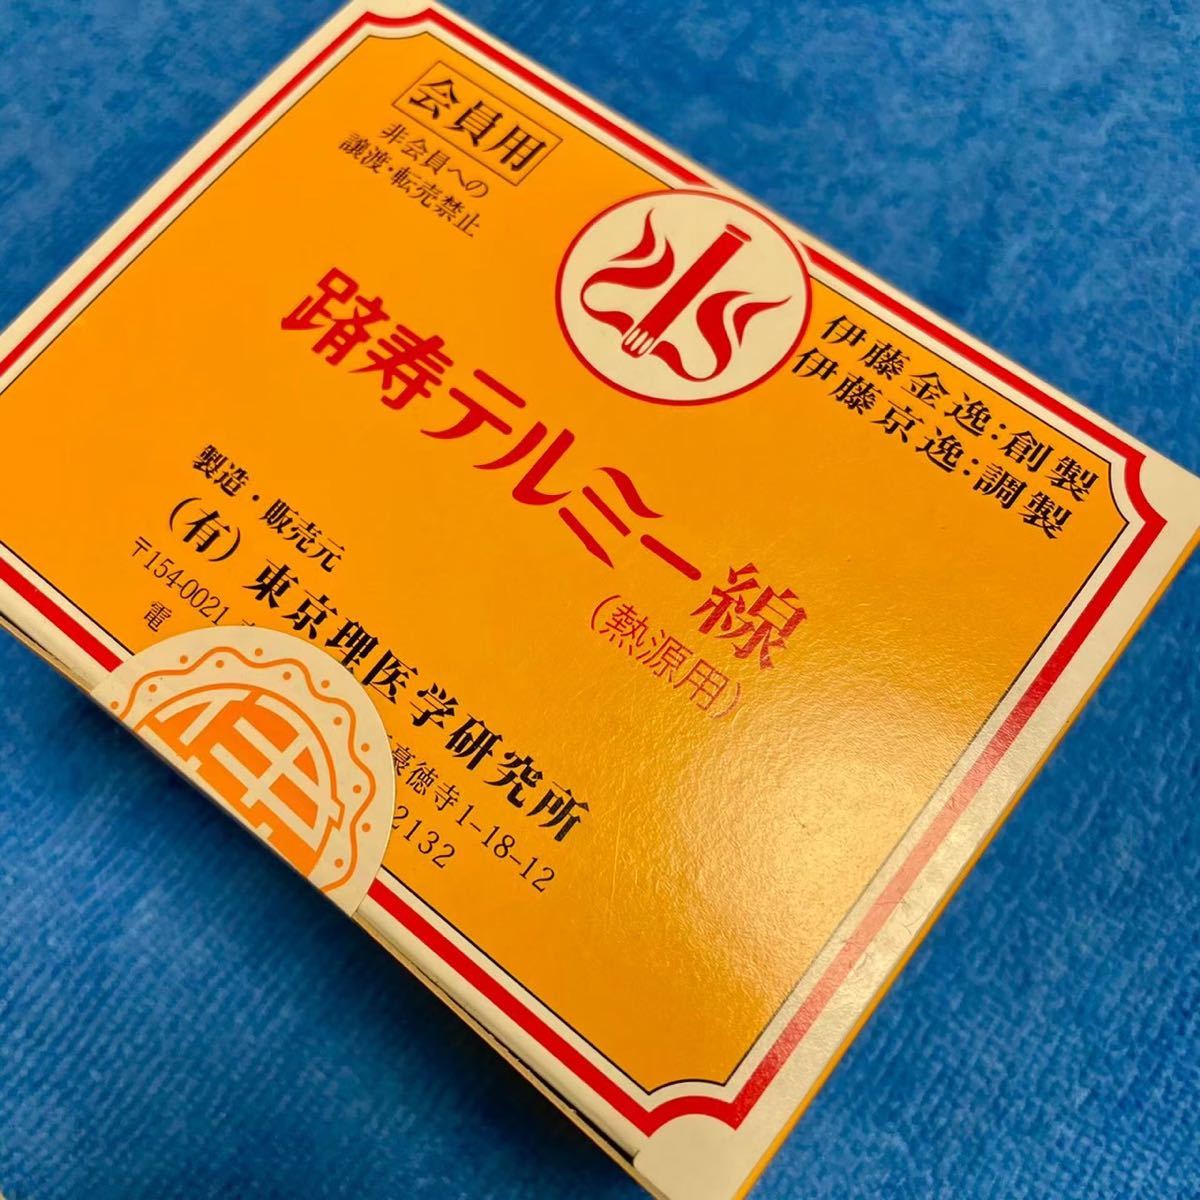 会員用
非会員への
譲渡・転売禁止
伊藤金逸:創製
伊藤京逸:調製
躋寿テルミー線
(熱源用)
製造・販売元
(有)東京理医学研究所
〒154-0021 豪徳寺1-18-12
電 2132